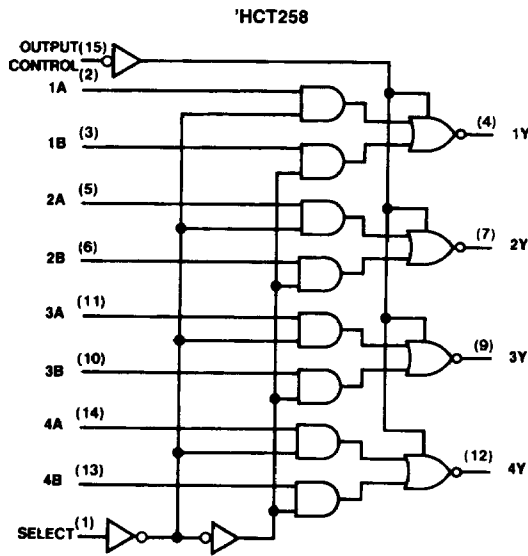 'HCT258
OUTPUT (15)
CONTROL
1A (2)
(4) 1Y
1B (3)
2A (5)
(7) 2Y
2B (6)
3A (11)
(9) 3Y
3B (10)
4A (14)
(12) 4Y
4B (13)
SELECT (1)